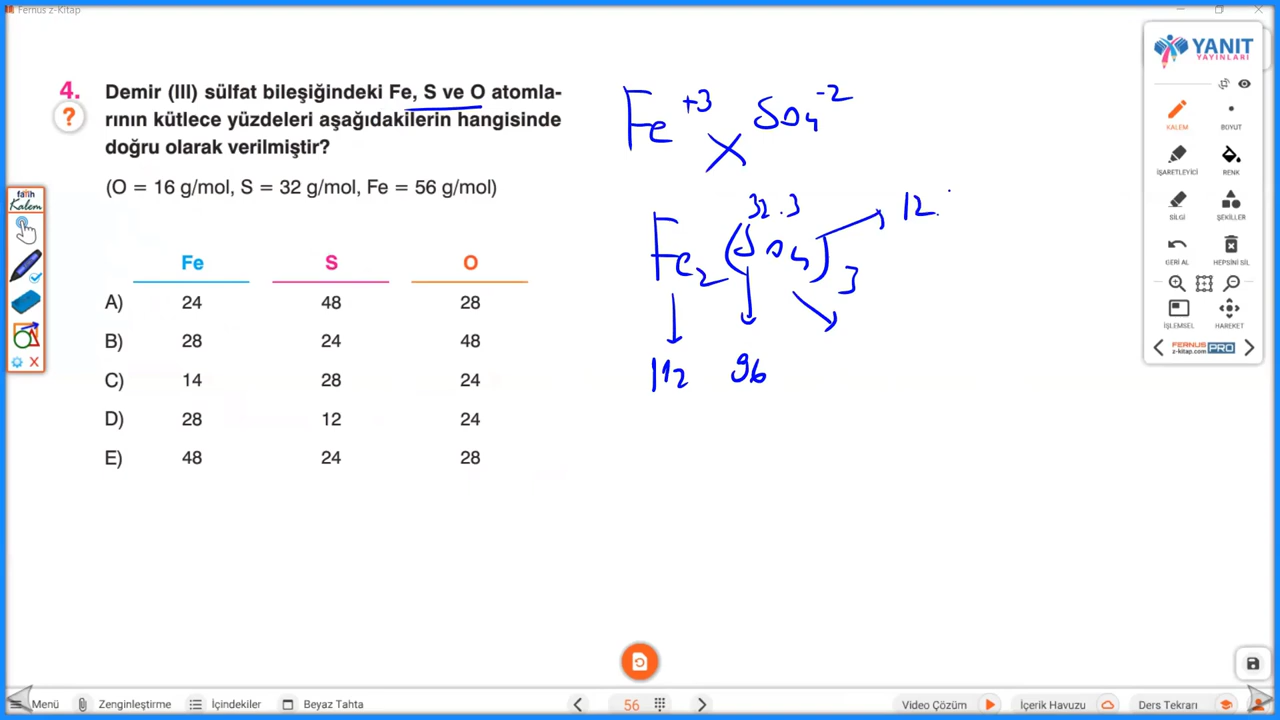 Fernus z-Kitap
4.
?
Demir (III) sülfat bileşiğindeki Fe, S ve O atomla-
rının kütlece yüzdeleri aşağıdakilerin hangisinde
doğru olarak verilmiştir?
(O = 16 g/mol, S = 32 g/mol, Fe = 56 g/mol)
Fe S O
A) 24 48 28
B) 28 24 48
C) 14 28 24
D) 28 12 24
E) 48 24 28
Fe +3 SO4 -2
32.3
12.
Fe2(SO4)3
112 96
fatih
Kalem
YANIT
YAYINLARI
KALEM BOYUT
İŞARETLEYİCİ RENK
SİLGİ ŞEKİLLER
GERİ AL HEPSİNİ SİL
İŞLEMSEL HAREKET
FERNUS PRO
z-kitap.com
Menü Zenginleştirme İçindekiler Beyaz Tahta 56 Video Çözüm İçerik Havuzu Ders Tekrarı